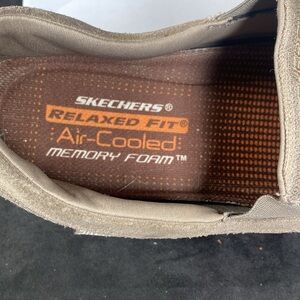 SKECHERS®
RELAXED FIT®
Air-Cooled
MEMORY FOAM™